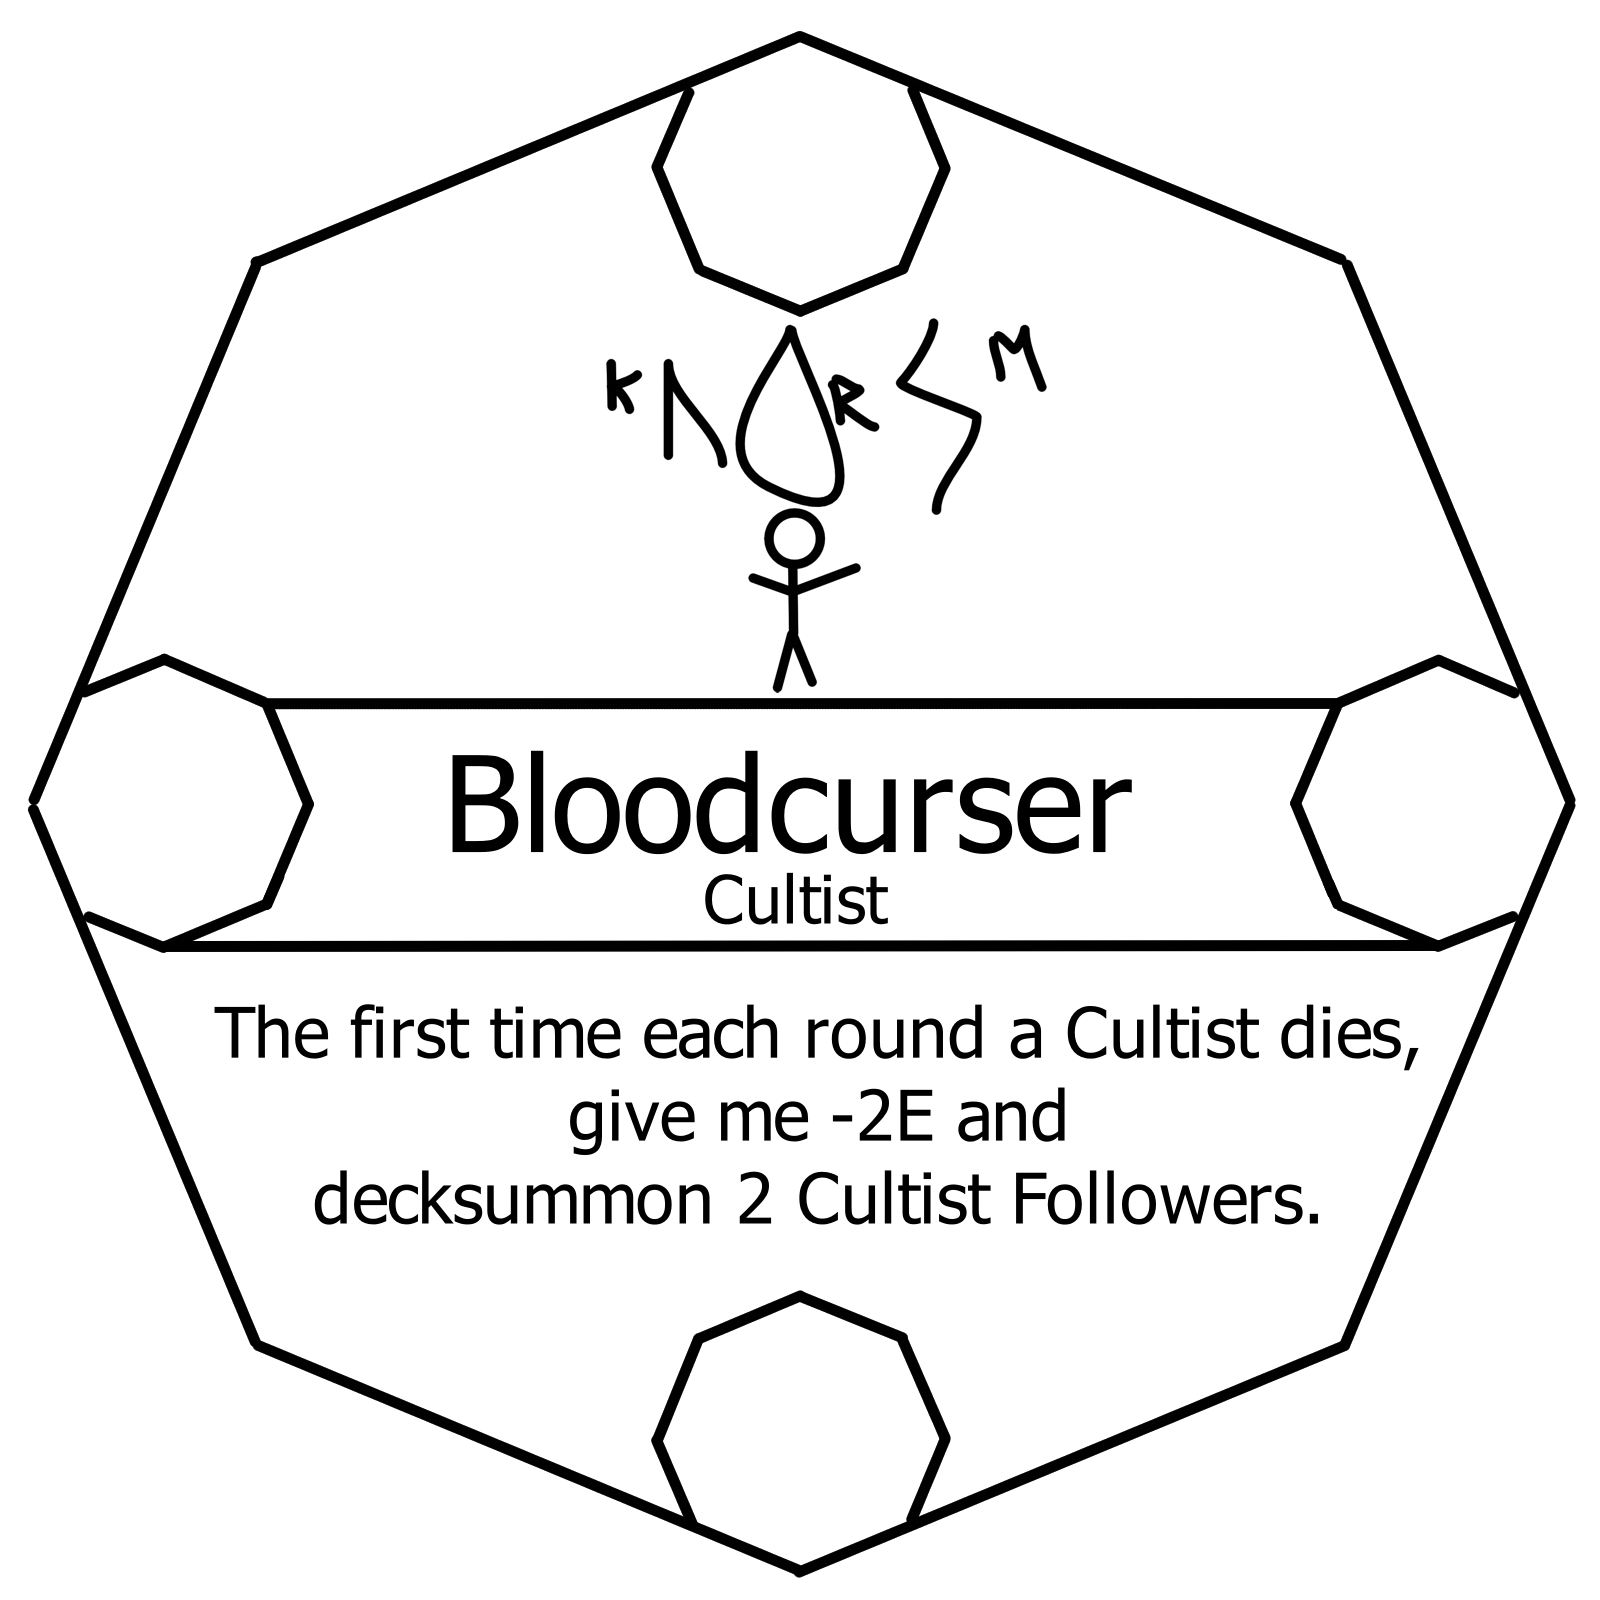 K R M
Bloodcurser
Cultist
The first time each round a Cultist dies,
give me -2E and
decksummon 2 Cultist Followers.